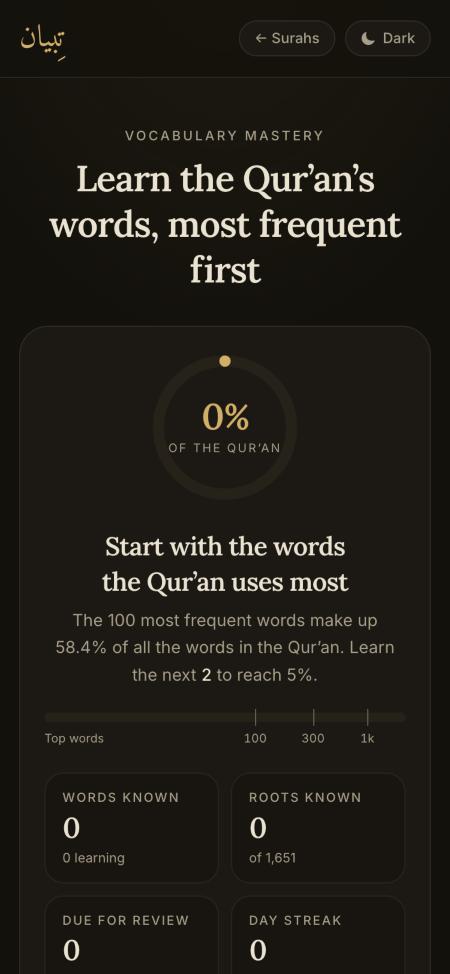 تِبيان
← Surahs
Dark
VOCABULARY MASTERY
Learn the Qur’an’s
words, most frequent
first
0%
OF THE QUR’AN
Start with the words
the Qur’an uses most
The 100 most frequent words make up
58.4% of all the words in the Qur’an. Learn
the next 2 to reach 5%.
Top words 100 300 1k
WORDS KNOWN
0
0 learning
ROOTS KNOWN
0
of 1,651
DUE FOR REVIEW
0
DAY STREAK
0